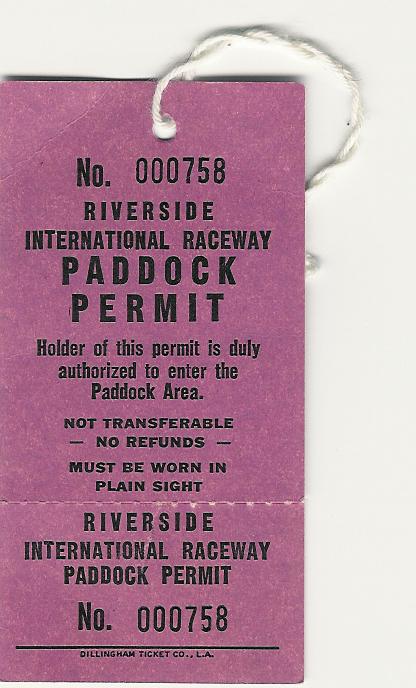 No. 000758
RIVERSIDE
INTERNATIONAL RACEWAY
PADDOCK
PERMIT
Holder of this permit is duly
authorized to enter the
Paddock Area.
NOT TRANSFERABLE
— NO REFUNDS —
MUST BE WORN IN
PLAIN SIGHT
RIVERSIDE
INTERNATIONAL RACEWAY
PADDOCK PERMIT
No. 000758
DILLINGHAM TICKET CO., L.A.